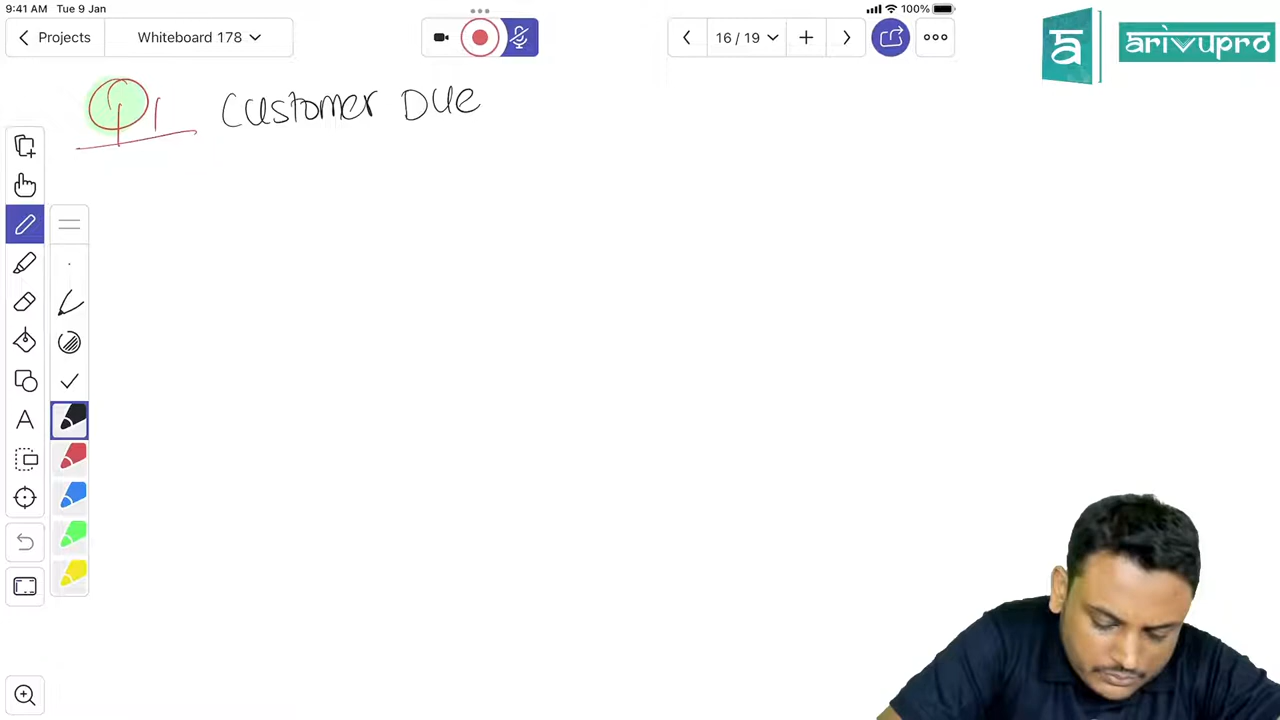 9:41 AM Tue 9 Jan
100%
Projects
Whiteboard 178
16 / 19
ā arivupro
Q1 Customer Due
A